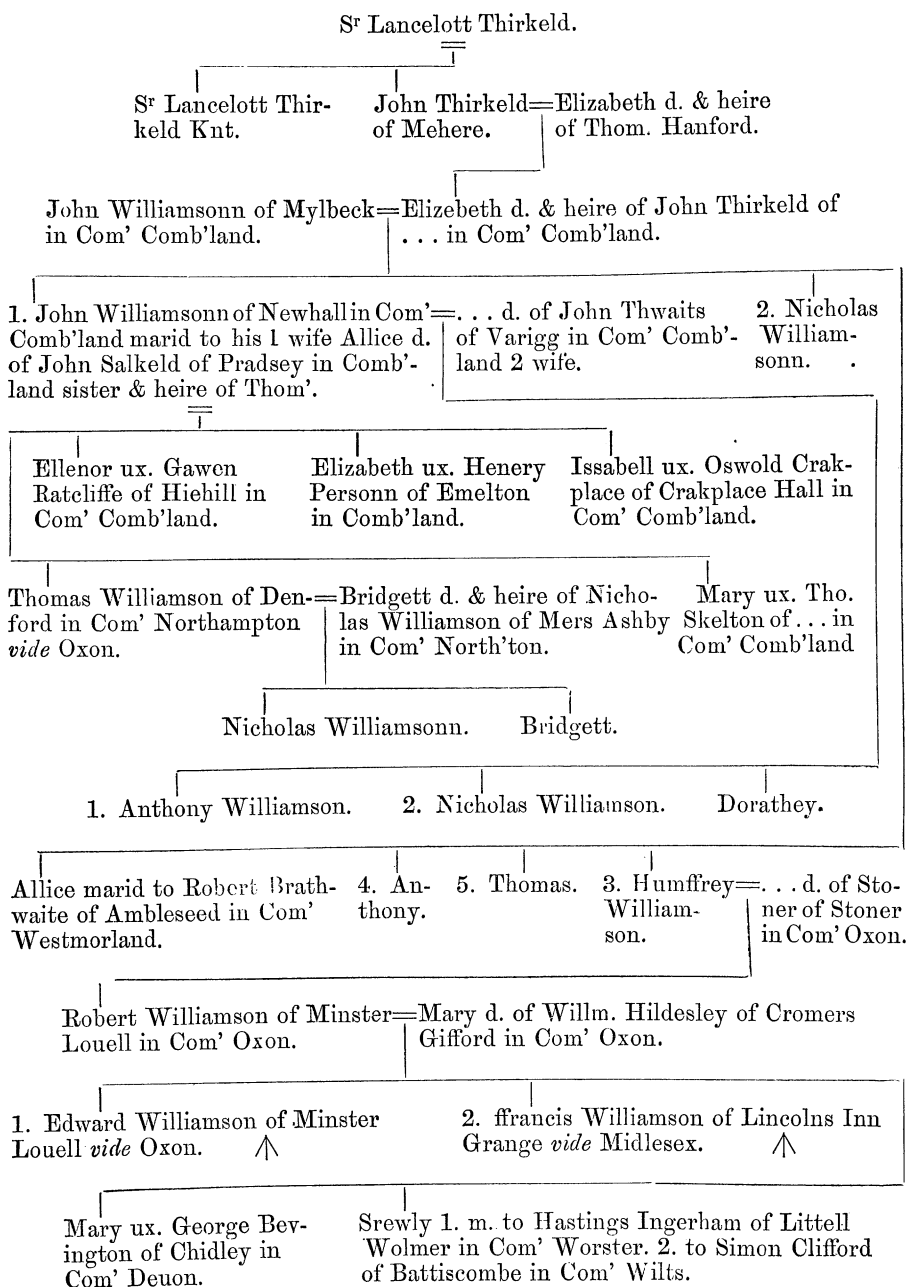 Sʳ Lancelott Thirkeld.
Sʳ Lancelott Thir-
keld Knt.
John Thirkeld=Elizabeth d. & heire
of Mehere. of Thom. Hanford.
John Williamsonn of Mylbeck=Elizebeth d. & heire of John Thirkeld of
in Com' Comb'land. . . . in Com' Comb'land.
1. John Williamsonn of Newhall in Com'=. . . d. of John Thwaits
Comb'land marid to his 1 wife Allice d. of Varigg in Com' Comb'-
of John Salkeld of Pradsey in Comb'- land 2 wife.
land sister & heire of Thom'.
2. Nicholas
William-
sonn.
Ellenor ux. Gawen
Ratcliffe of Hiehill in
Com' Comb'land.
Elizabeth ux. Henery
Personn of Emelton
in Comb'land.
Issabell ux. Oswold Crak-
place of Crakplace Hall in
Com' Comb'land.
Thomas Williamson of Den-=Bridgett d. & heire of Nicho-
ford in Com' Northampton las Williamson of Mers Ashby
vide Oxon. in Com' North'ton.
Mary ux. Tho.
Skelton of . . . in
Com' Comb'land
Nicholas Williamsonn. Bridgett.
1. Anthony Williamson. 2. Nicholas Williamson. Dorathey.
Allice marid to Robert Brath-
waite of Ambleseed in Com'
Westmorland.
4. An-
thony.
5. Thomas.
3. Humffrey=. . . d. of Sto-
William- ner of Stoner
son. in Com' Oxon.
Robert Williamson of Minster=Mary d. of Willm. Hildesley of Cromers
Louell in Com' Oxon. Gifford in Com' Oxon.
1. Edward Williamson of Minster
Louell vide Oxon.
2. ffrancis Williamson of Lincolns Inn
Grange vide Midlesex.
Mary ux. George Bev-
ington of Chidley in
Com' Deuon.
Srewly 1. m. to Hastings Ingerham of Littell
Wolmer in Com' Worster. 2. to Simon Clifford
of Battiscombe in Com' Wilts.